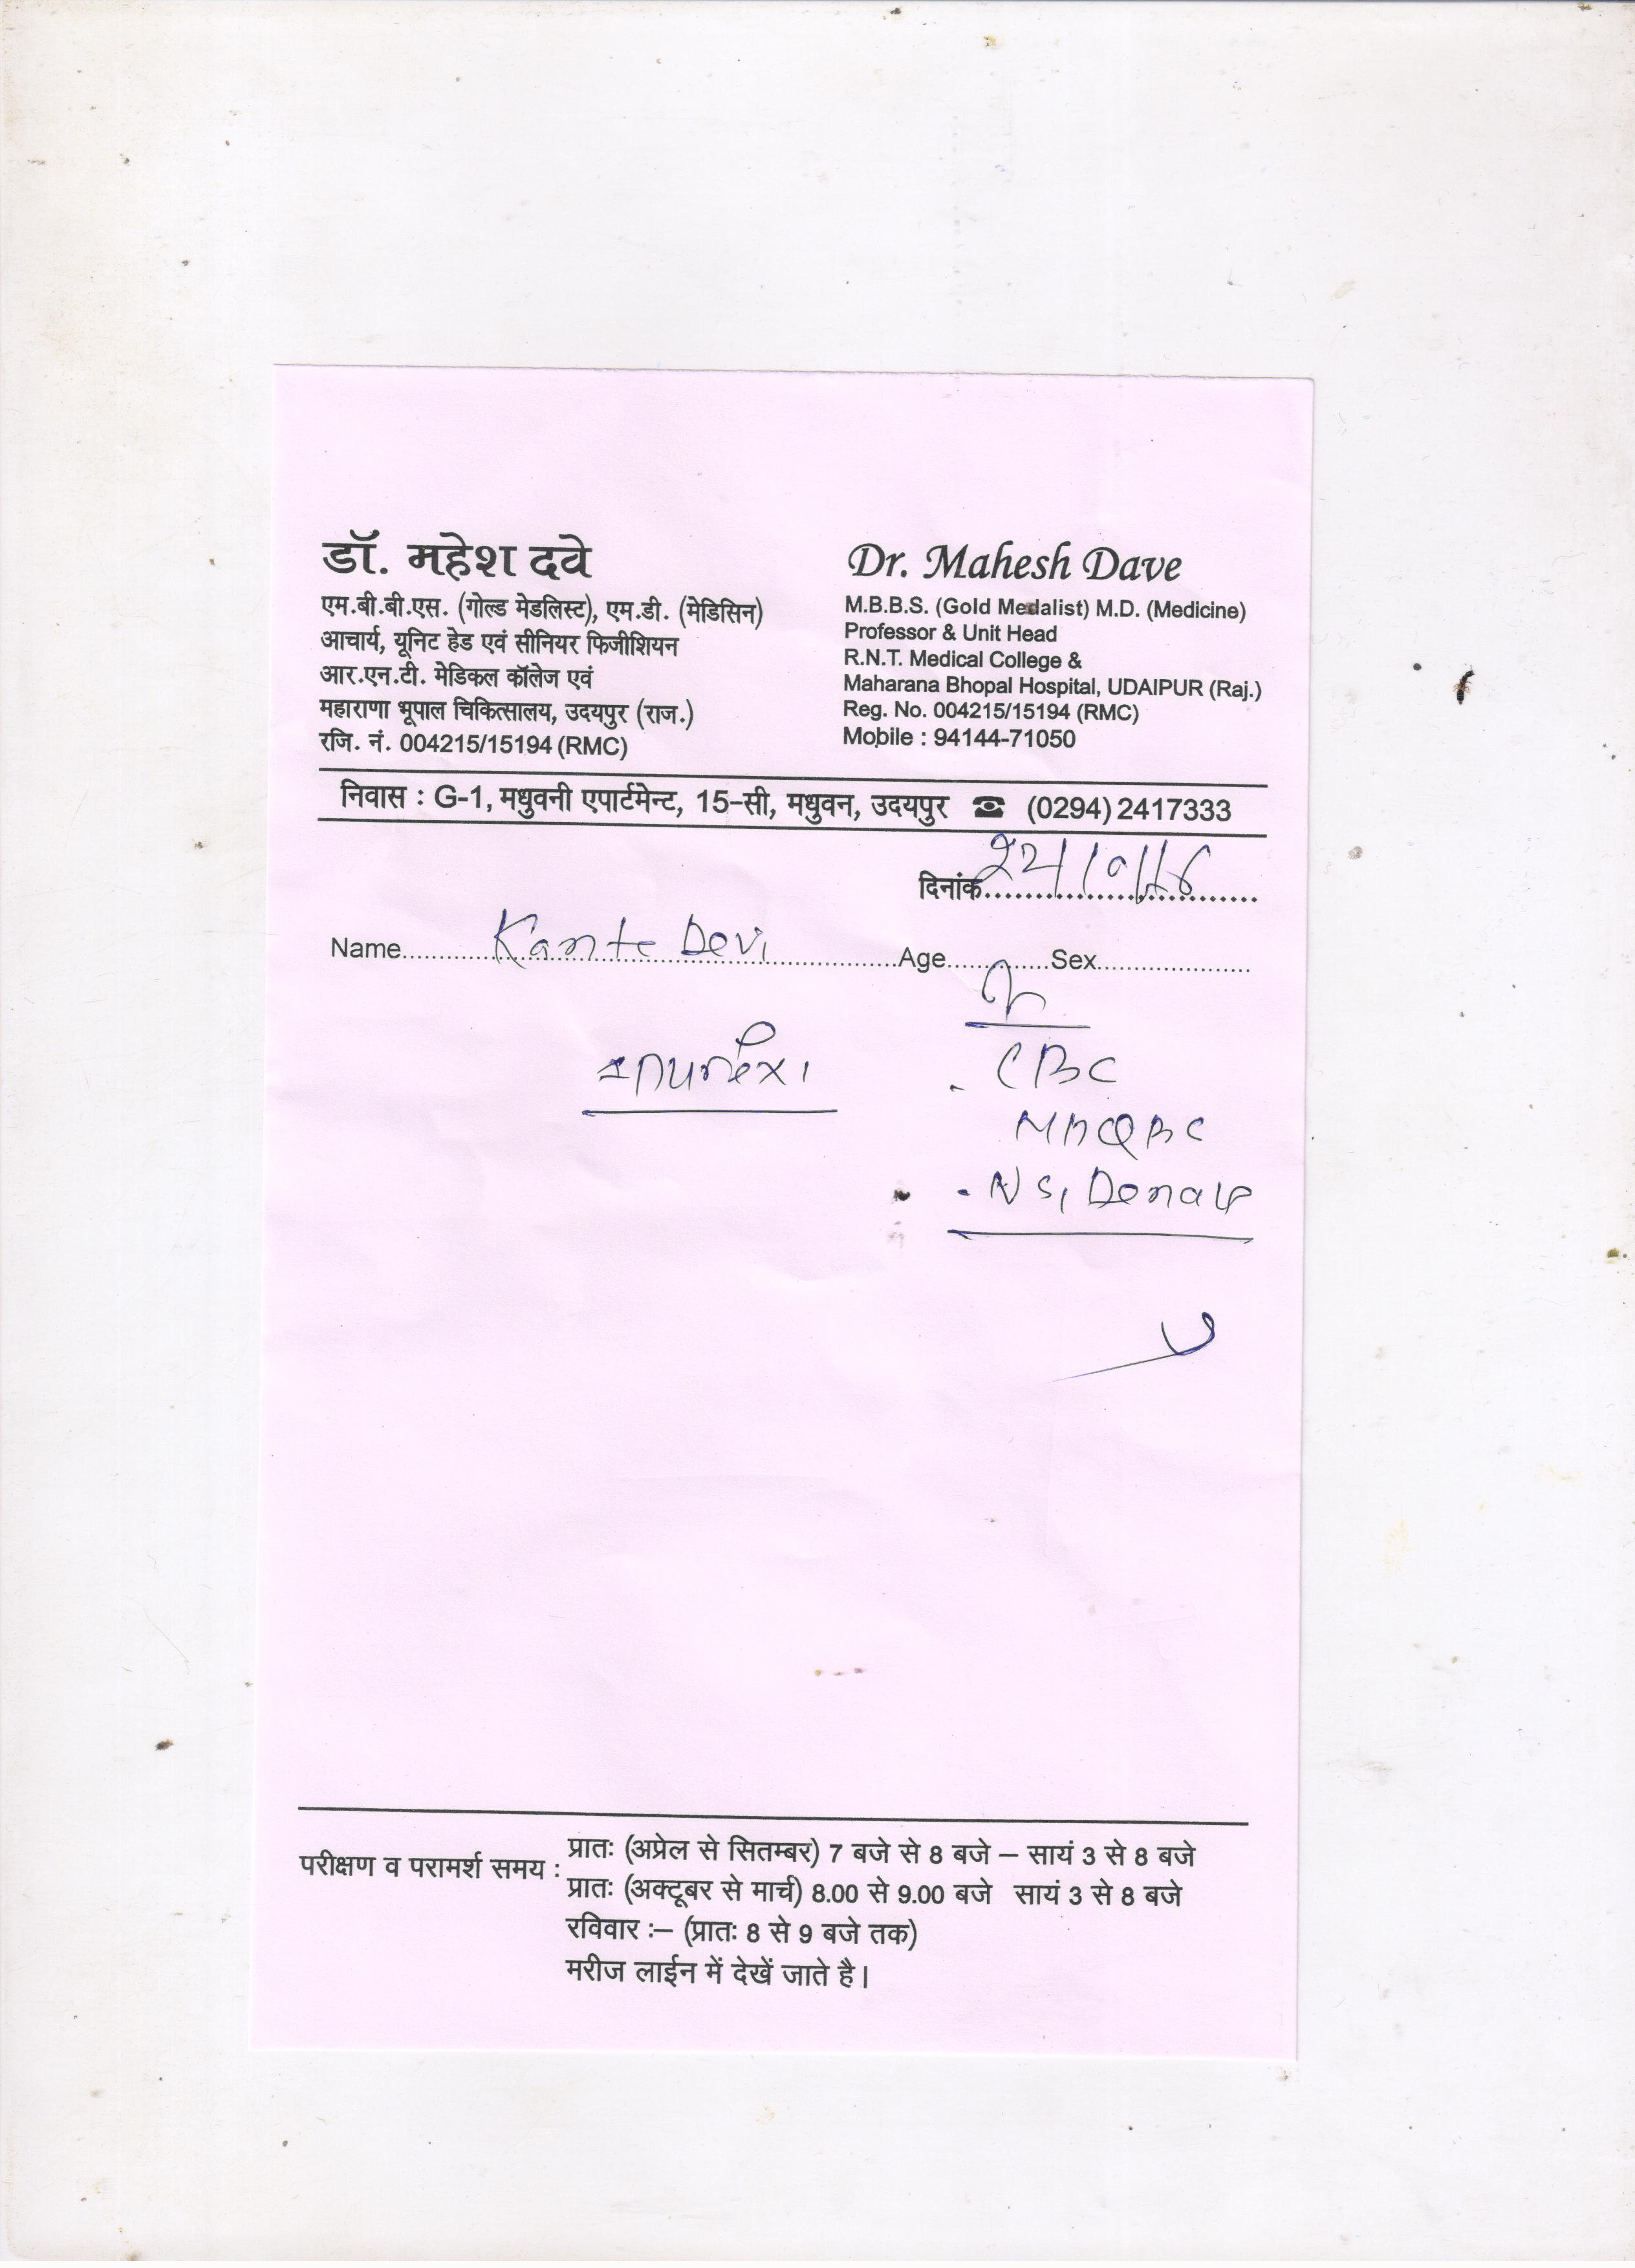 डॉ. महेश दवे
एम.बी.बी.एस. (गोल्ड मेडलिस्ट), एम.डी. (मेडिसिन)
आचार्य, यूनिट हेड एवं सीनियर फिजीशियन
आर.एन.टी. मेडिकल कॉलेज एवं
महाराणा भूपाल चिकित्सालय, उदयपुर (राज.)
रजि. नं. 004215/15194 (RMC)
Dr. Mahesh Dave
M.B.B.S. (Gold Medalist) M.D. (Medicine)
Professor & Unit Head
R.N.T. Medical College &
Maharana Bhopal Hospital, UDAIPUR (Raj.)
Reg. No. 004215/15194 (RMC)
Mobile : 94144-71050
निवास : G-1, मधुवनी एपार्टमेन्ट, 15-सी, मधुवन, उदयपुर ☎ (0294) 2417333
दिनांक 22/10/16
Name Kante Devi Age Sex
CBC
परीक्षण व परामर्श समय :
प्रातः (अप्रेल से सितम्बर) 7 बजे से 8 बजे – सायं 3 से 8 बजे
प्रातः (अक्टूबर से मार्च) 8.00 से 9.00 बजे सायं 3 से 8 बजे
रविवार :– (प्रातः 8 से 9 बजे तक)
मरीज लाईन में देखें जाते है।